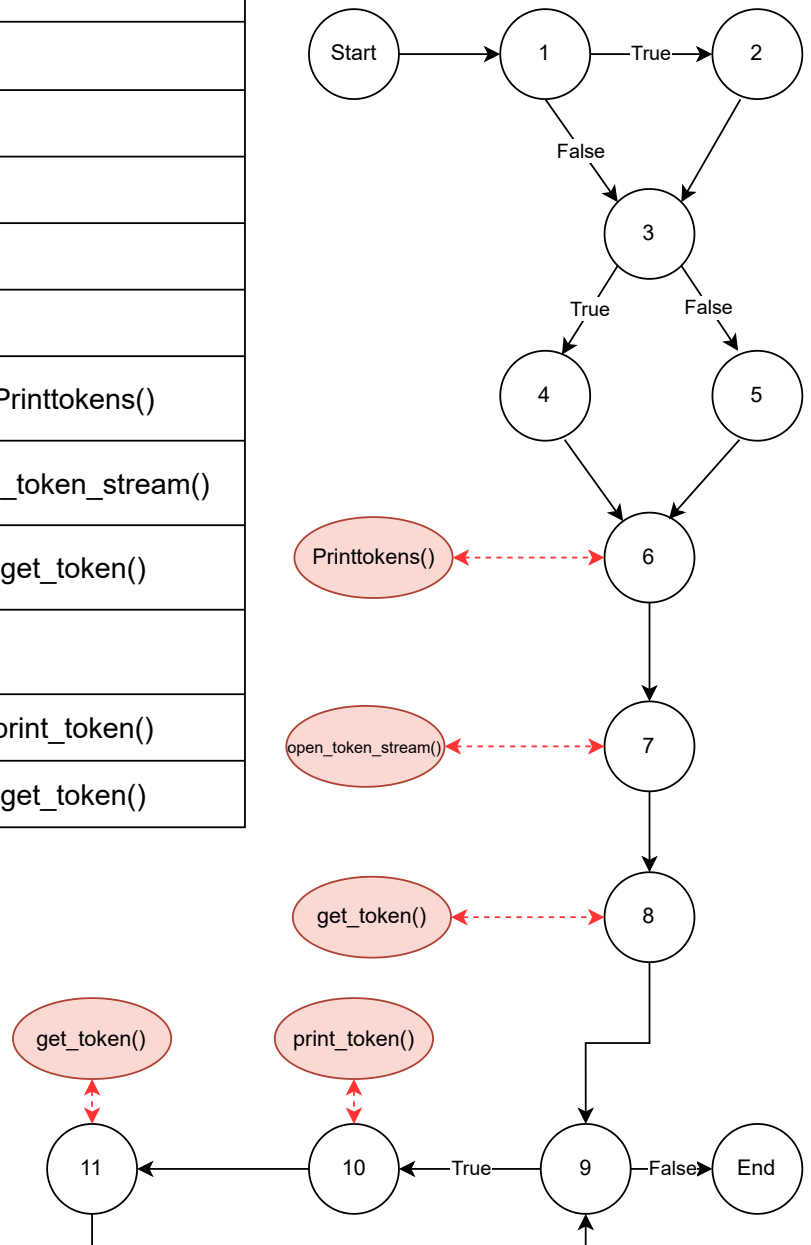 Printtokens()
_token_stream()
get_token()
print_token()
get_token()
Start
1
True
2
False
3
True
False
4
5
Printtokens()
6
open_token_stream()
7
get_token()
8
get_token()
print_token()
11
10
True
9
False
End